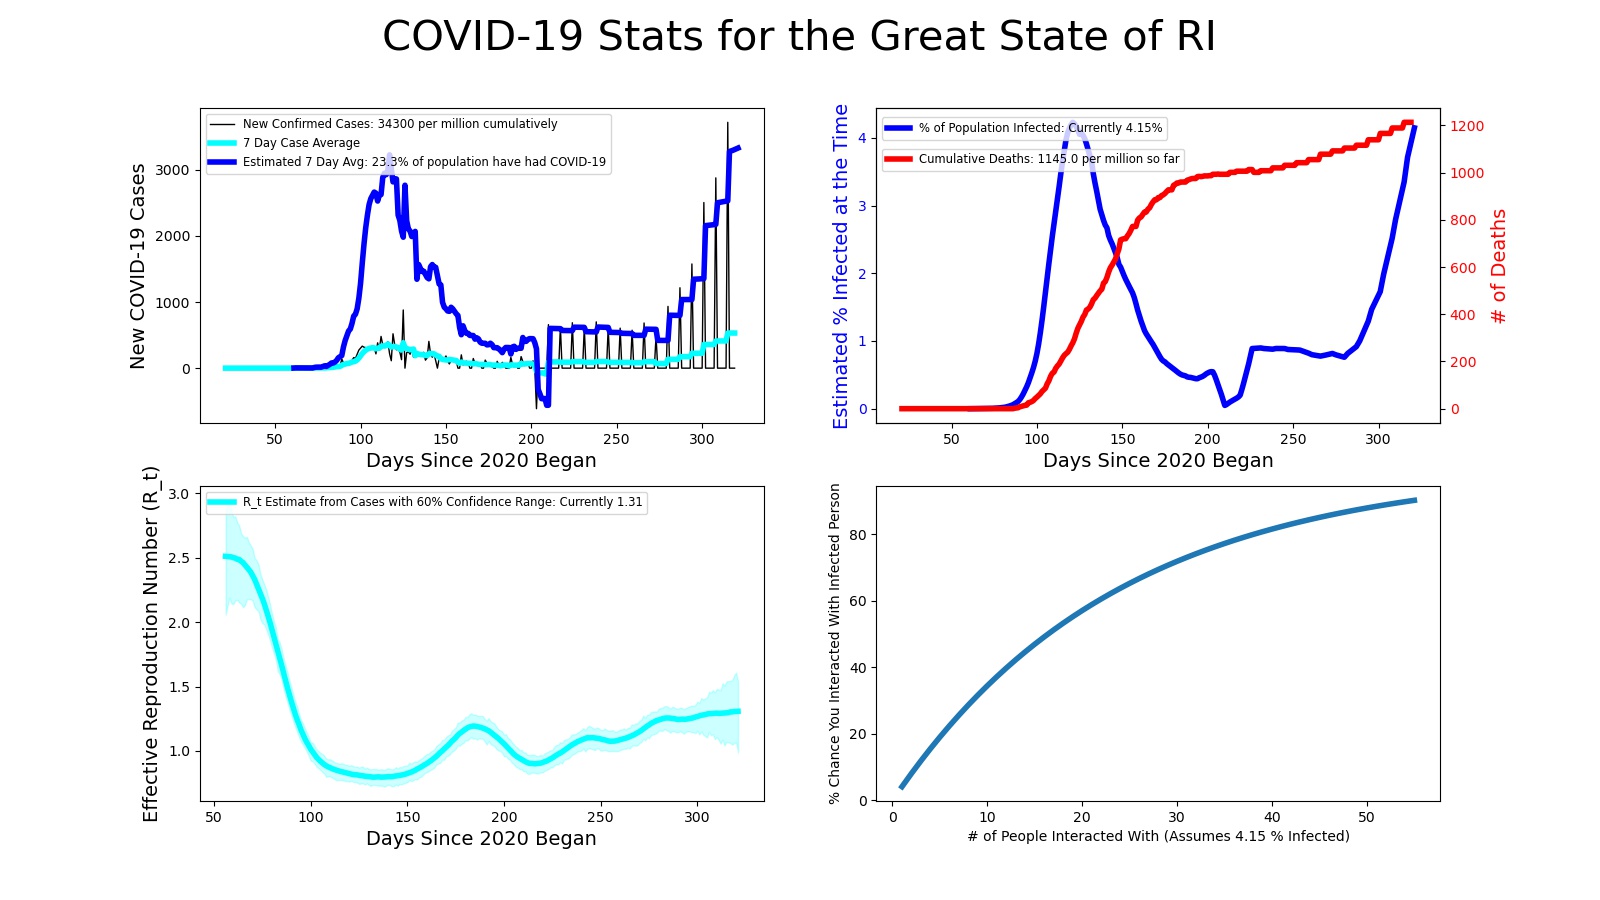 COVID-19 Stats for the Great State of RI
New COVID-19 Cases
3000
2000
1000
0
New Confirmed Cases: 34300 per million cumulatively
7 Day Case Average
Estimated 7 Day Avg: 23.3% of population have had COVID-19
50 100 150 200 250 300
Days Since 2020 Began
Estimated % Infected at the Time
4
3
2
1
0
% of Population Infected: Currently 4.15%
Cumulative Deaths: 1145.0 per million so far
1200
1000
800
600
400
200
0
# of Deaths
50 100 150 200 250 300
Days Since 2020 Began
Effective Reproduction Number (R_t)
3.0
2.5
2.0
1.5
1.0
R_t Estimate from Cases with 60% Confidence Range: Currently 1.31
50 100 150 200 250 300
Days Since 2020 Began
% Chance You Interacted With Infected Person
80
60
40
20
0
0 10 20 30 40 50
# of People Interacted With (Assumes 4.15 % Infected)